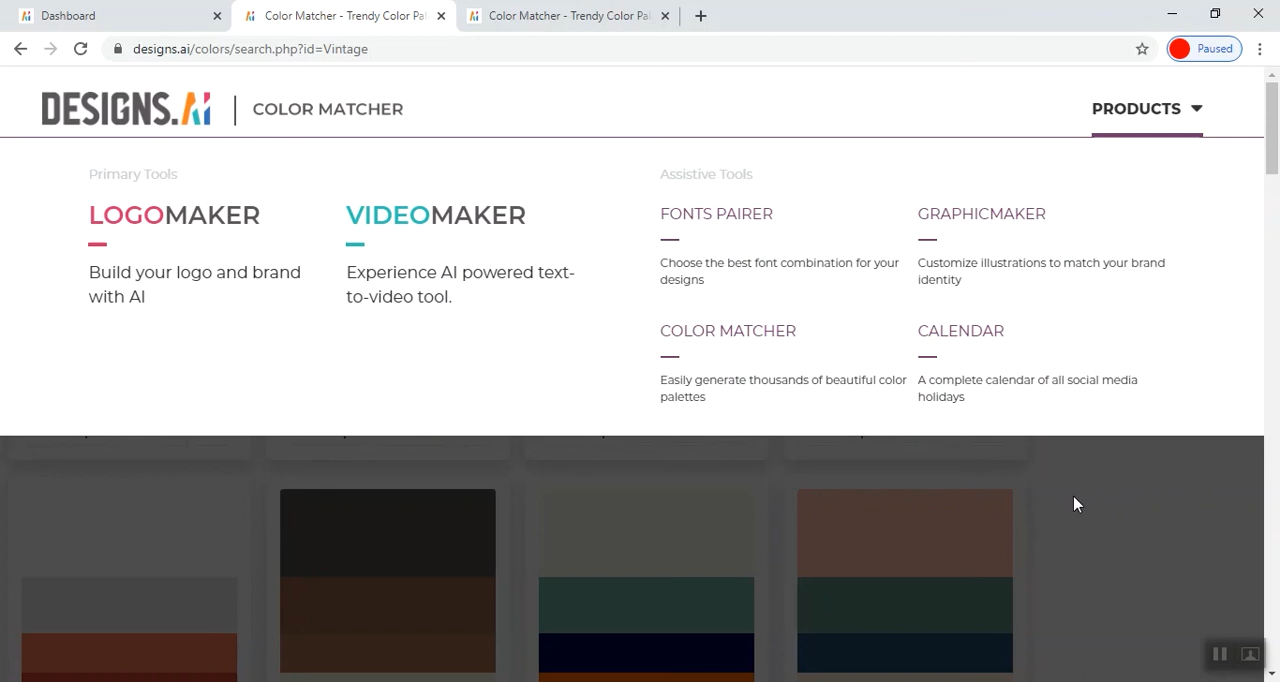 Dashboard
Color Matcher - Trendy Color Pal
Color Matcher - Trendy Color Pal
designs.ai/colors/search.php?id=Vintage
Paused
DESIGNS.AI
COLOR MATCHER
PRODUCTS
Primary Tools
Assistive Tools
LOGOMAKER
VIDEOMAKER
FONTS PAIRER
GRAPHICMAKER
Build your logo and brand
with AI
Experience AI powered text-
to-video tool.
Choose the best font combination for your
designs
Customize illustrations to match your brand
identity
COLOR MATCHER
CALENDAR
Easily generate thousands of beautiful color
palettes
A complete calendar of all social media
holidays